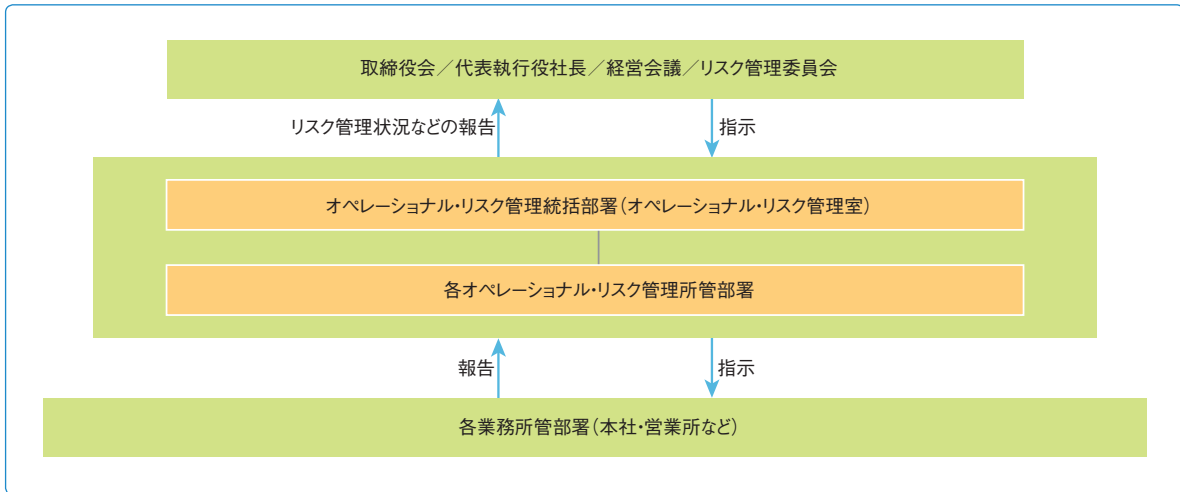 取締役会／代表執行役社長／経営会議／リスク管理委員会
リスク管理状況などの報告
指示
オペレーショナル・リスク管理統括部署(オペレーショナル・リスク管理室)
各オペレーショナル・リスク管理所管部署
報告
指示
各業務所管部署(本社・営業所など)